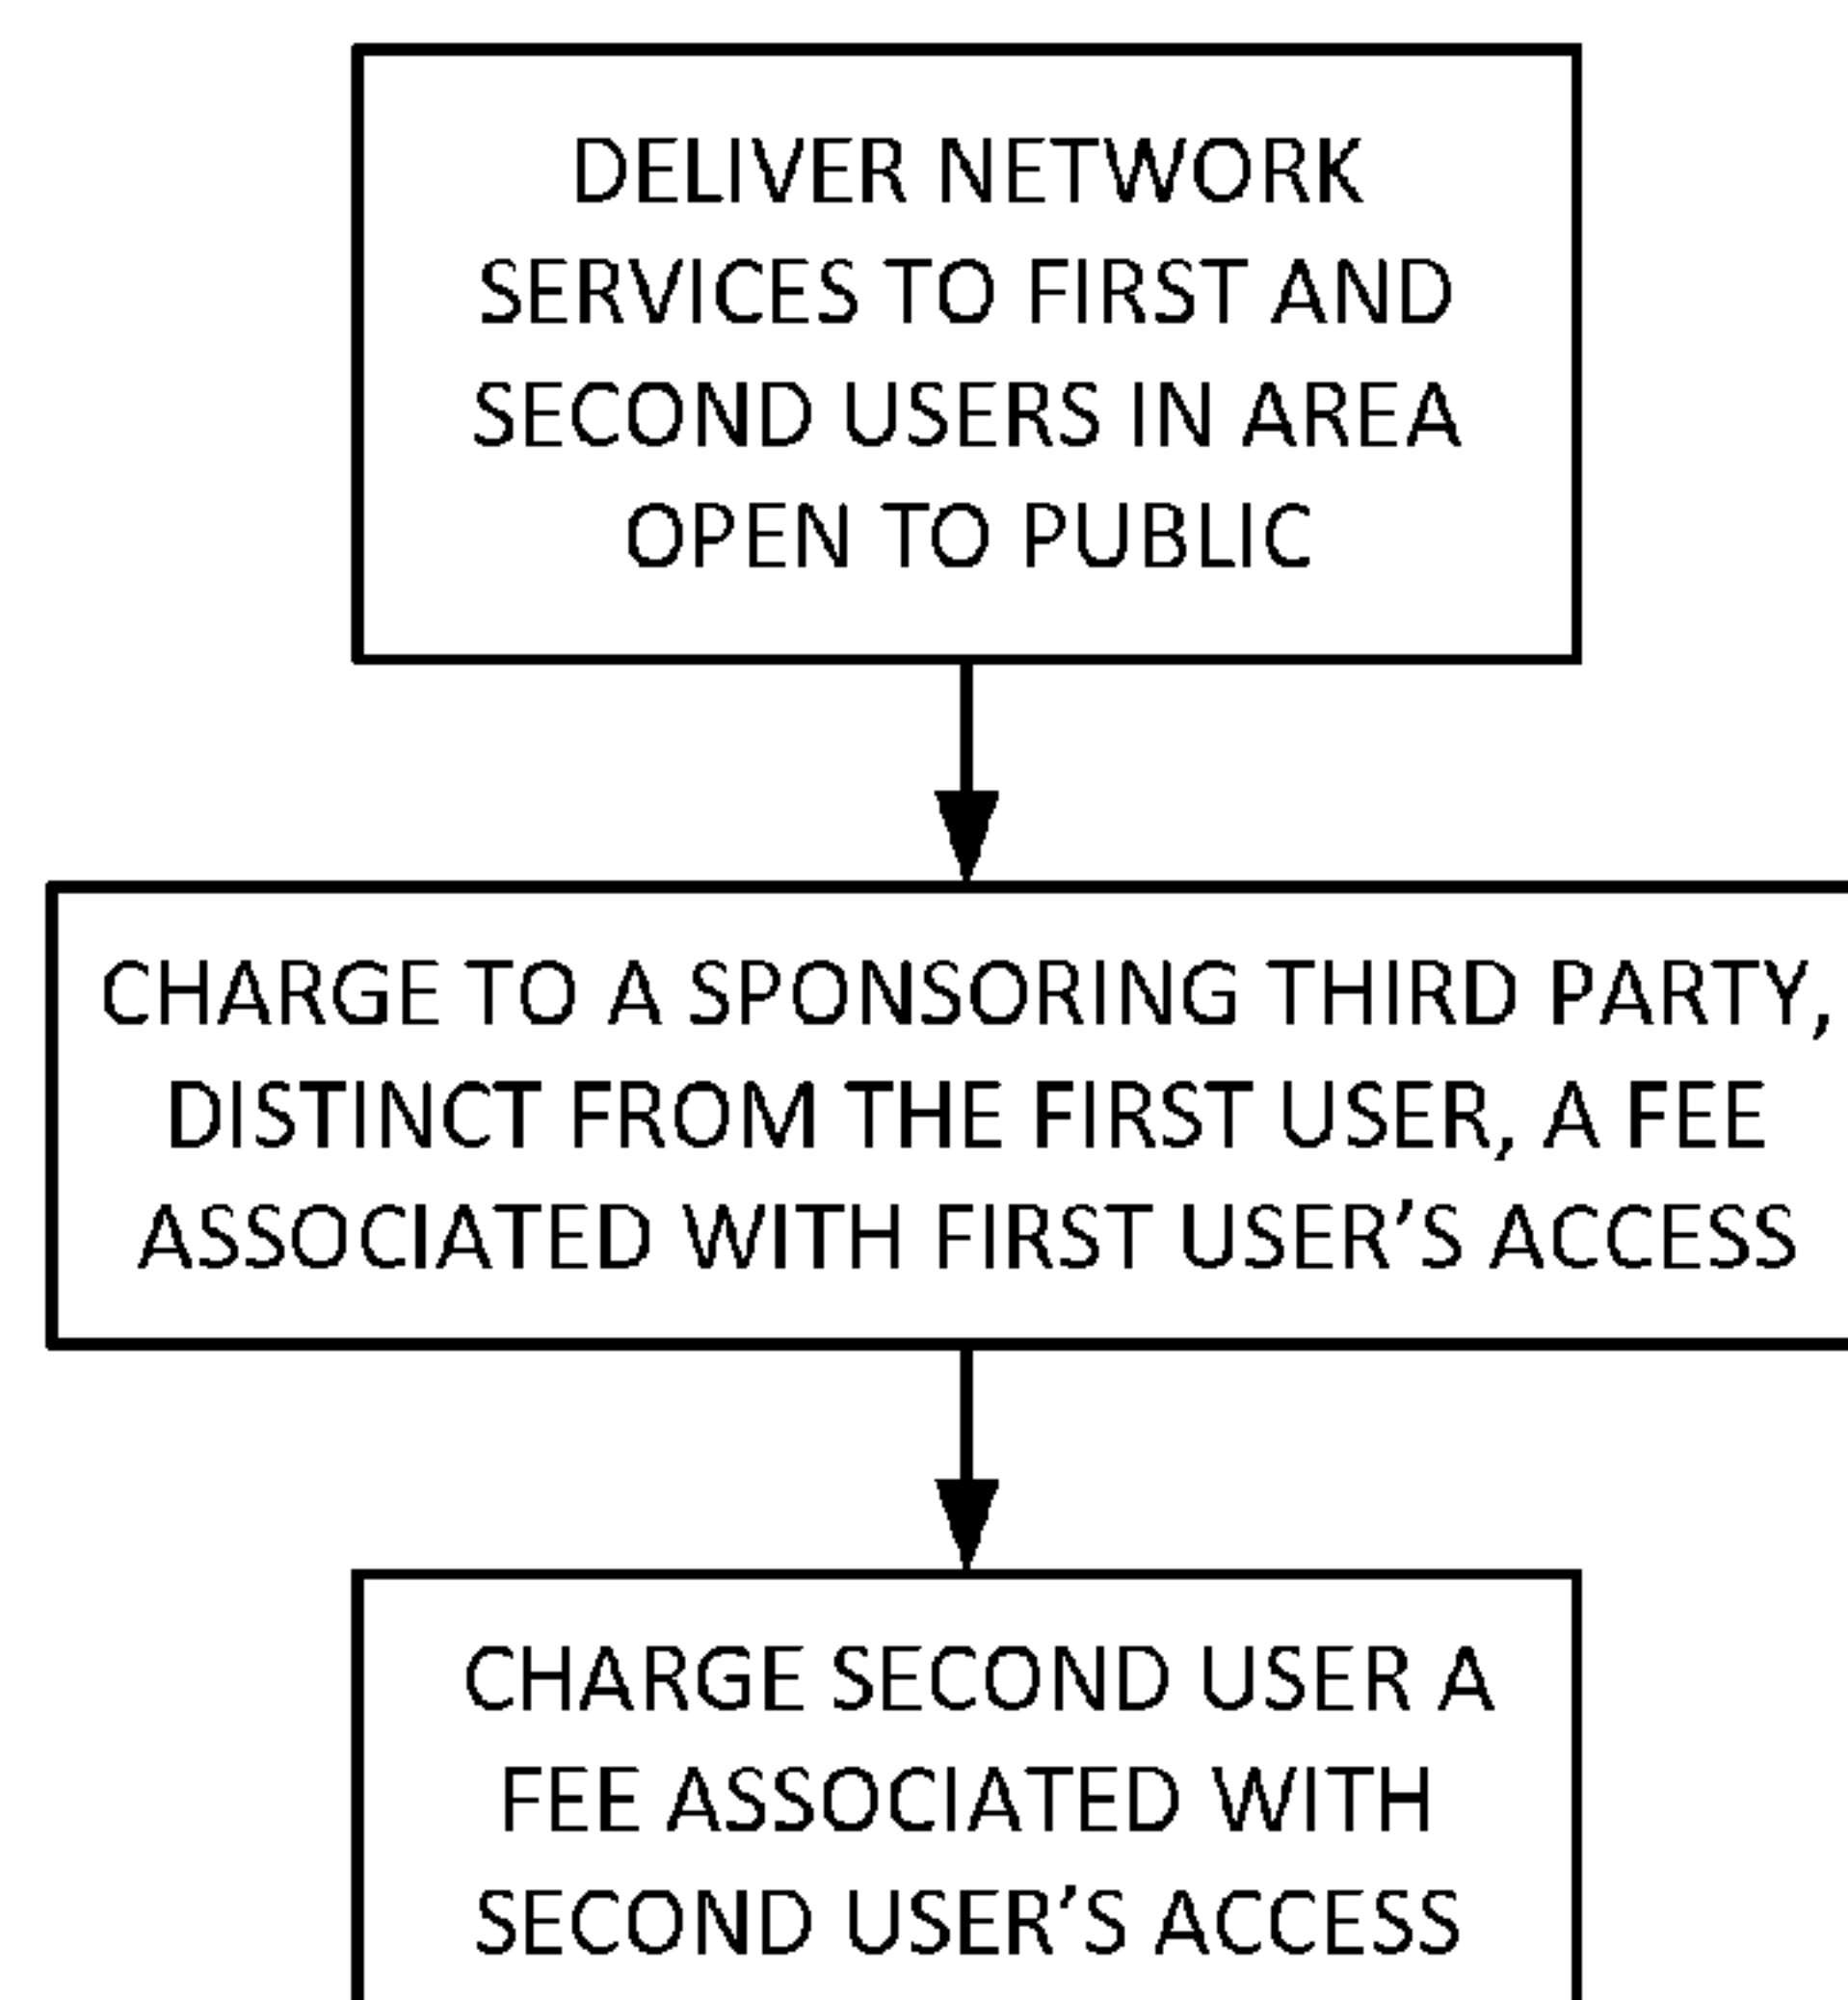 DELIVER NETWORK
SERVICES TO FIRST AND
SECOND USERS IN AREA
OPEN TO PUBLIC
CHARGE TO A SPONSORING THIRD PARTY,
DISTINCT FROM THE FIRST USER, A FEE
ASSOCIATED WITH FIRST USER’S ACCESS
CHARGE SECOND USER A
FEE ASSOCIATED WITH
SECOND USER’S ACCESS